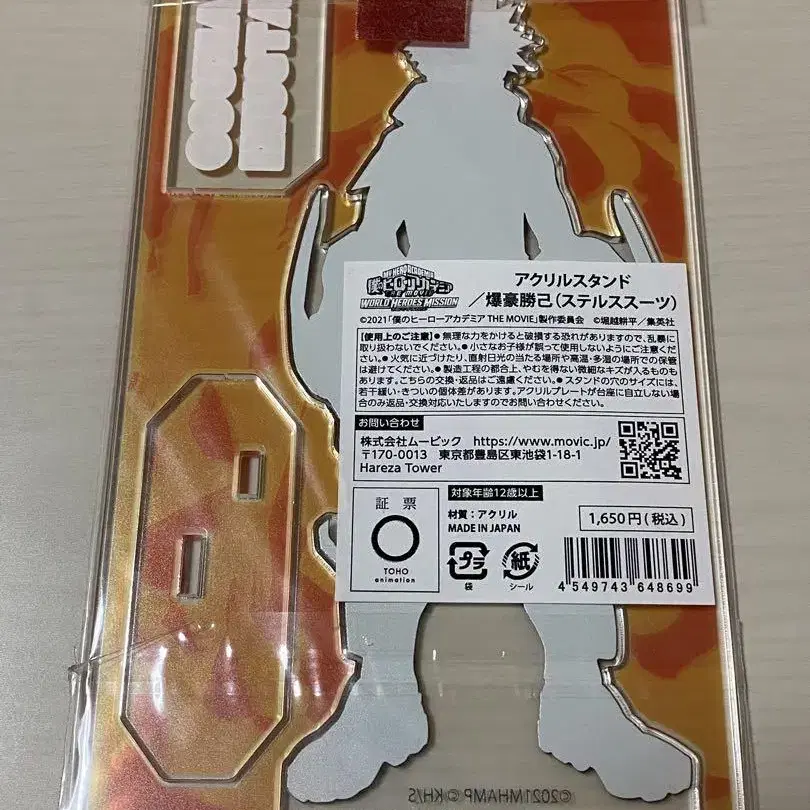 MY HERO ACADEMIA
僕のヒーローアカデミア
THE MOVIE
WORLD HEROES MISSION
アクリルスタンド
/爆豪勝己(ステルススーツ)
©2021「僕のヒーローアカデミア THE MOVIE」製作委員会 ©堀越耕平/集英社
【使用上のご注意】●無理な力をかけると破損する恐れがありますので、乱暴に
取り扱わないでください。●小さなお子様が誤って使用しないようにご注意くださ
い。●火気に近づけたり、直射日光の当たる場所や高温・多湿の場所での保管
は避けてください。●製造工程の都合上、やむを得ない微細なキズが入るものも
あります。こちらの交換・返品はご遠慮ください。●スタンドの穴のサイズには、
若干緩い・きついの個体差があります。アクリルプレートが台座に自立しない場
合のみ返品・交換対応いたしますのでお問い合わせください。
お問い合わせ
株式会社ムービック https://www.movic.jp/
〒170-0013 東京都豊島区東池袋1-18-1
Hareza Tower
証票
TOHO
animation
対象年齢12歳以上
材質:アクリル
MADE IN JAPAN
プラ
袋
紙
シール
1,650円(税込)
4 549743 648699
©2021MHAMP © KH/S